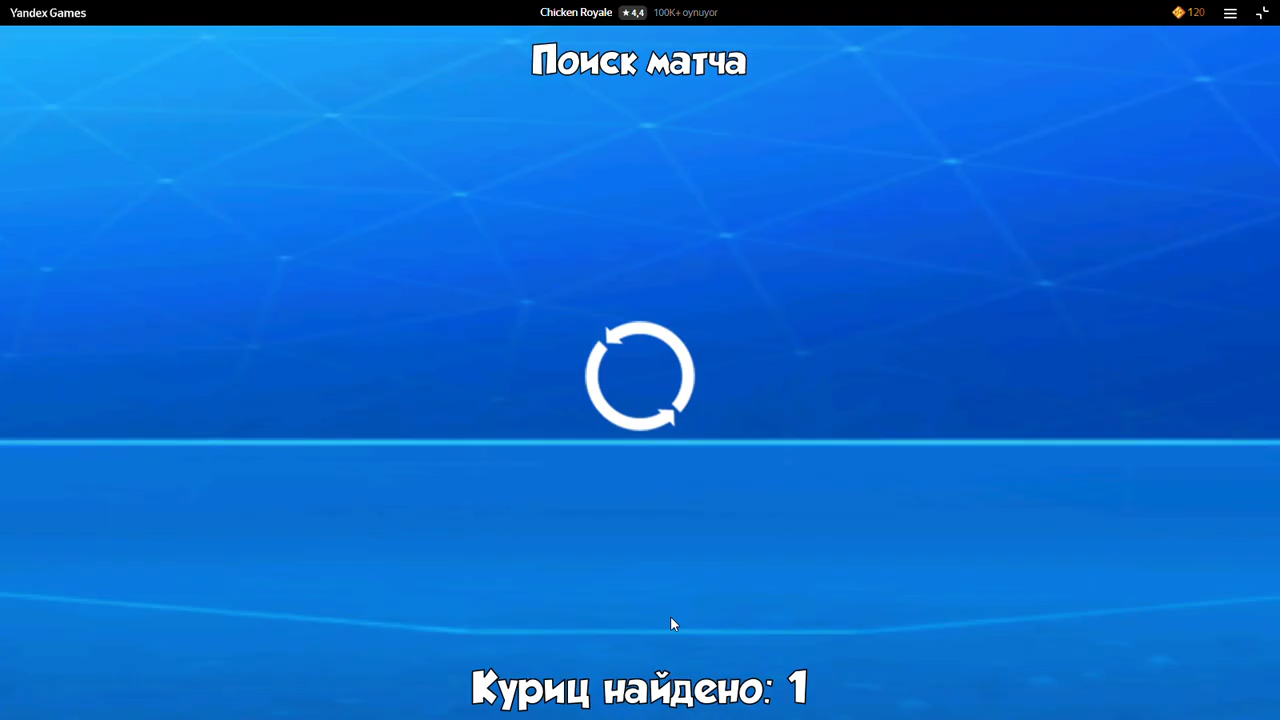 Yandex Games
Chicken Royale ★ 4,4 100K+ oynuyor
120
Поиск матча
Куриц найдено: 1